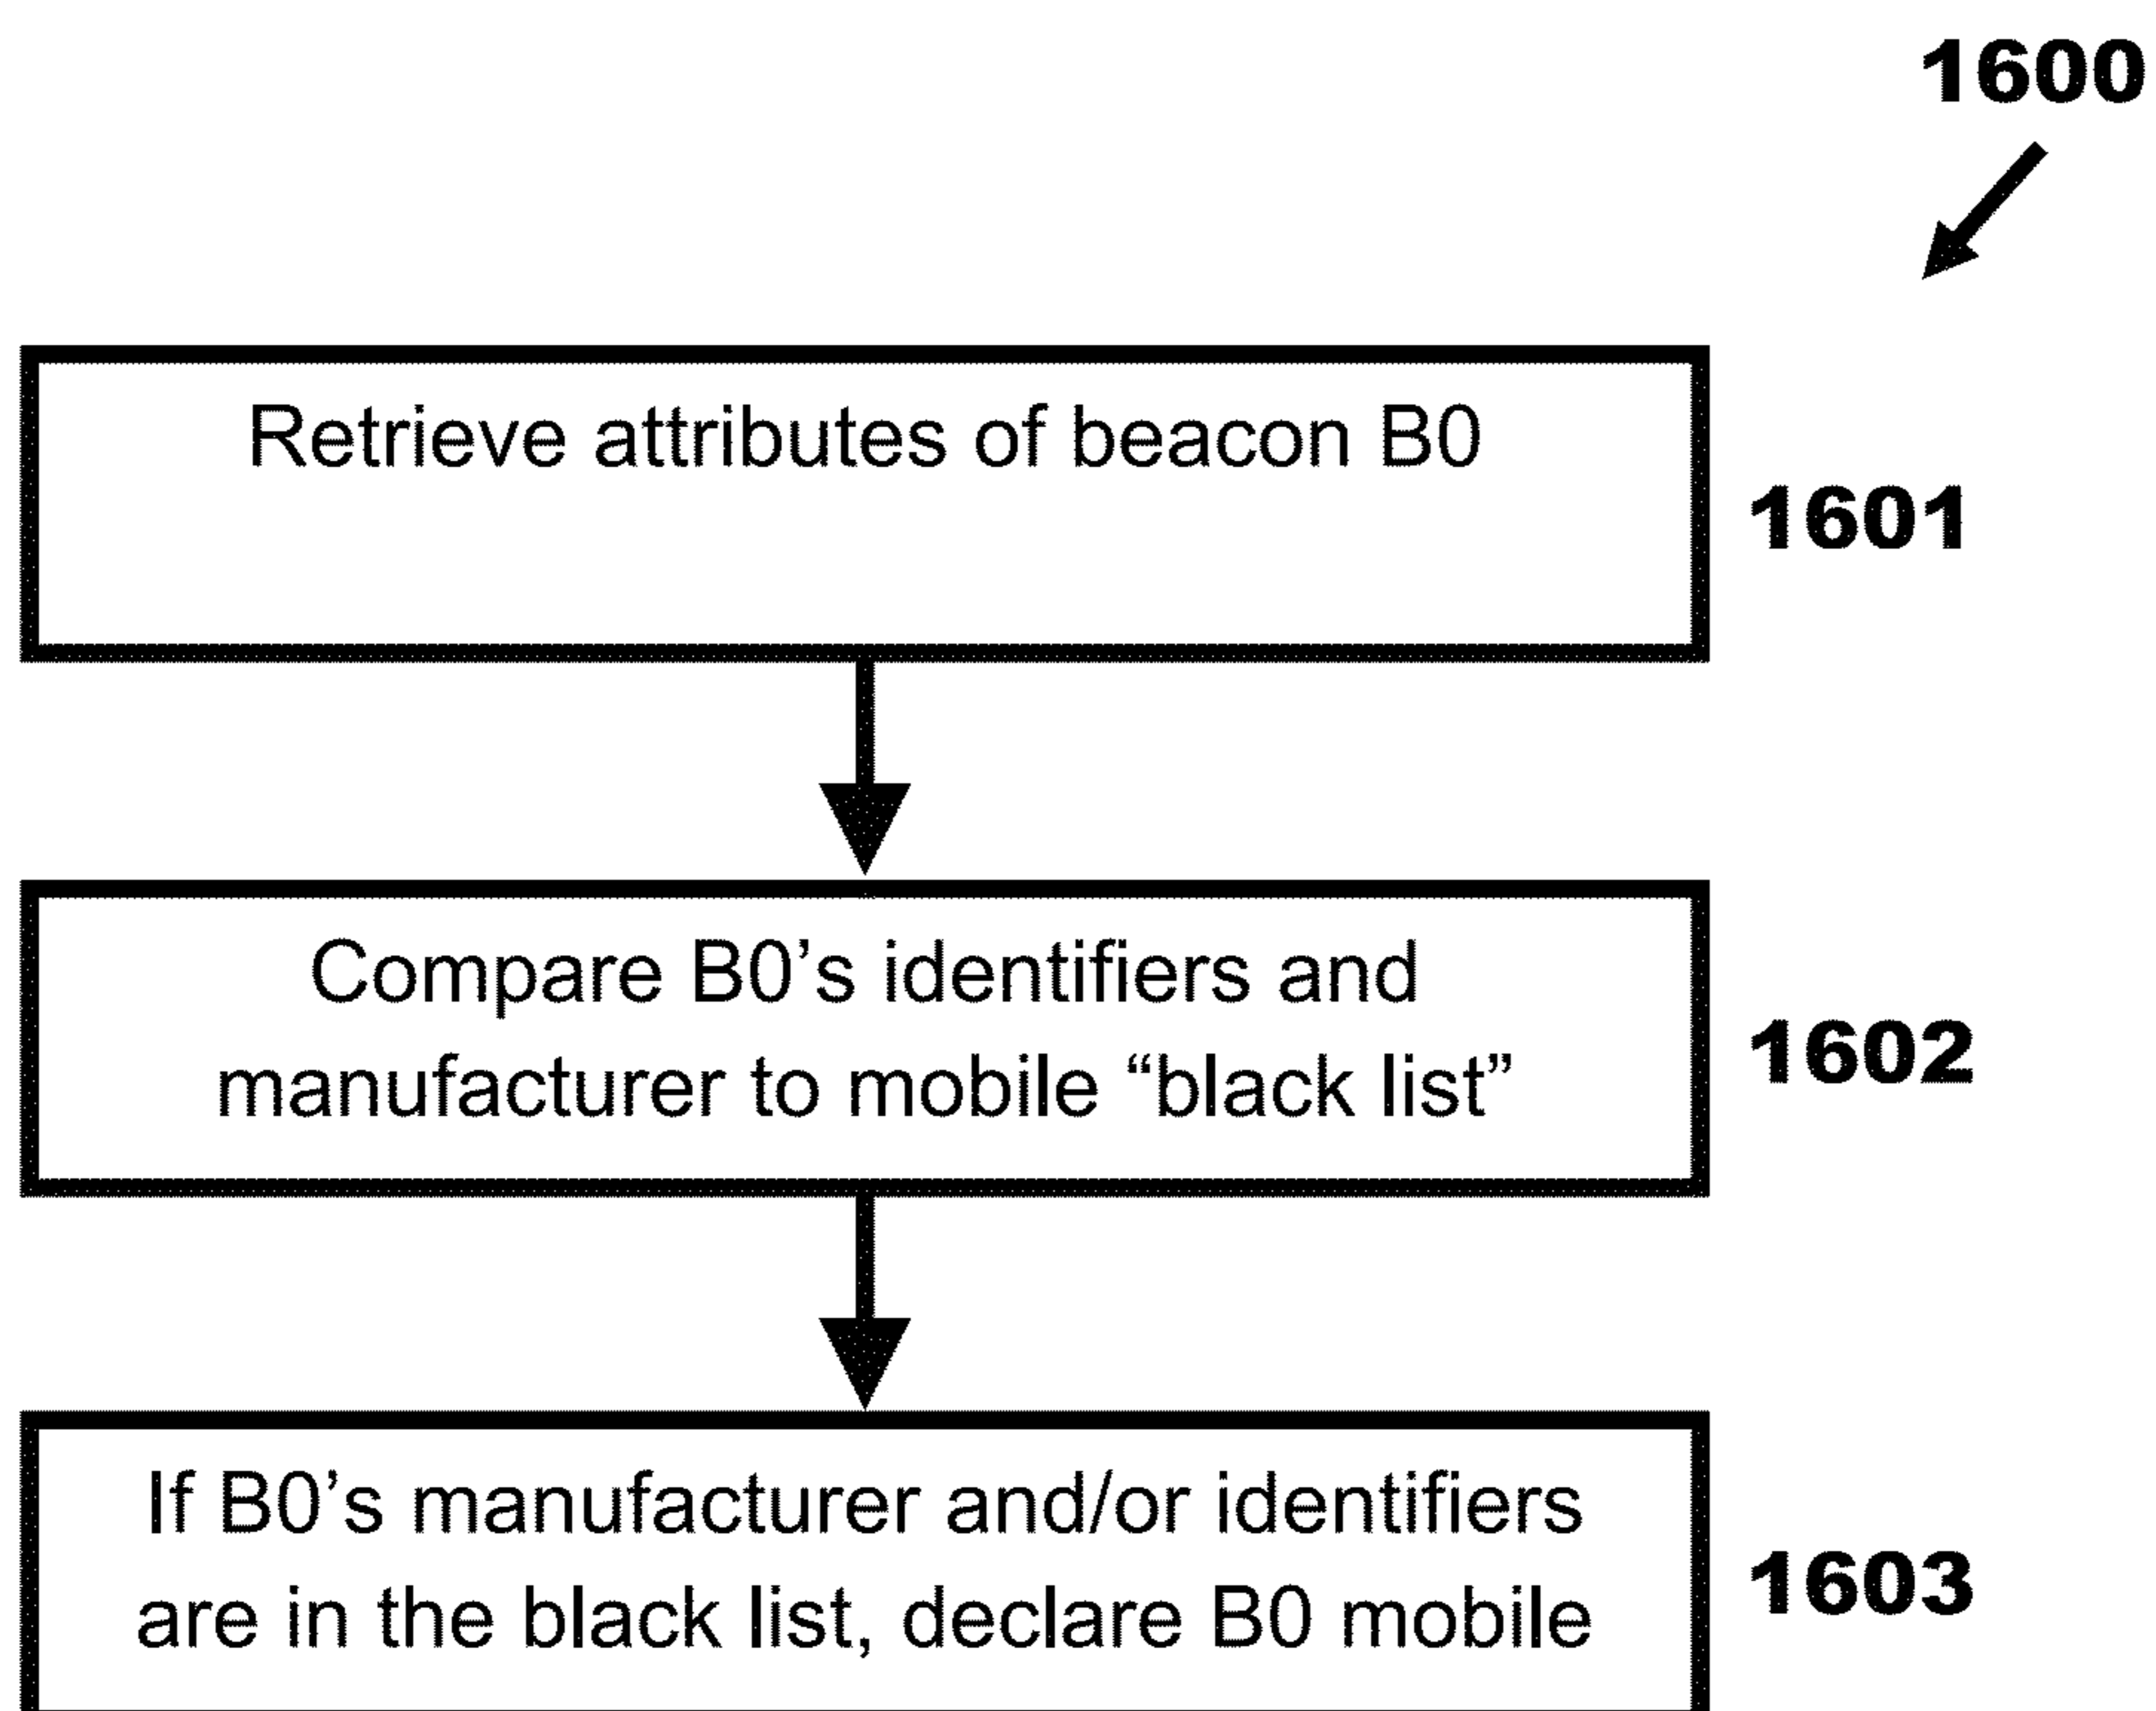 1600
Retrieve attributes of beacon B0
1601
Compare B0’s identifiers and
manufacturer to mobile “black list”
1602
If B0’s manufacturer and/or identifiers
are in the black list, declare B0 mobile
1603